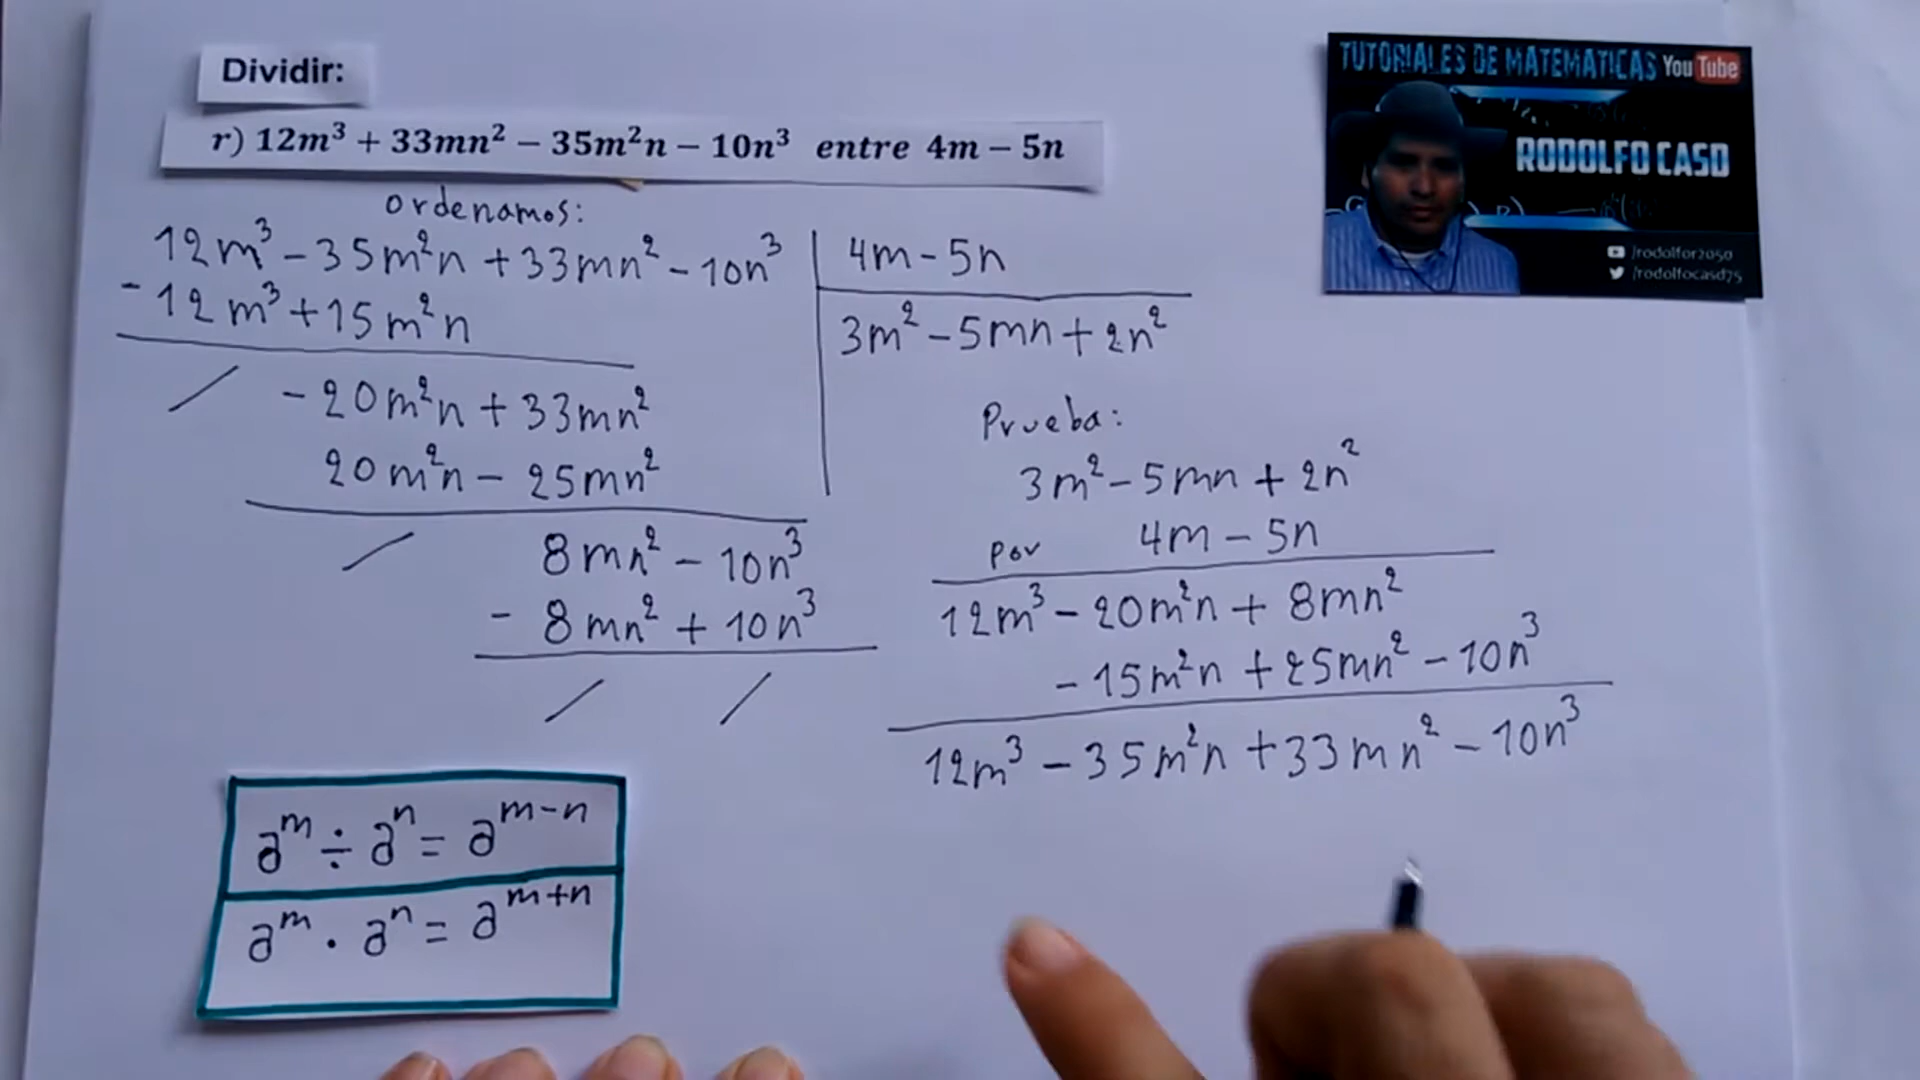 Dividir:
r) 12m³ + 33mn² − 35m²n − 10n³ entre 4m − 5n
ordenamos:
12m³ − 35m²n + 33mn² − 10n³
− 12m³ + 15m²n
− 20m²n + 33mn²
20m²n − 25mn²
8mn² − 10n³
− 8mn² + 10n³
4m − 5n
3m² − 5mn + 2n²
Prueba:
3m² − 5mn + 2n²
por 4m − 5n
12m³ − 20m²n + 8mn²
− 15m²n + 25mn² − 10n³
12m³ − 35m²n + 33mn² − 10n³
aᵐ ÷ aⁿ = aᵐ⁻ⁿ
aᵐ · aⁿ = aᵐ⁺ⁿ
TUTORIALES DE MATEMATICAS YouTube
RODOLFO CASD
/rodolfor2050
/rodolfocasd75